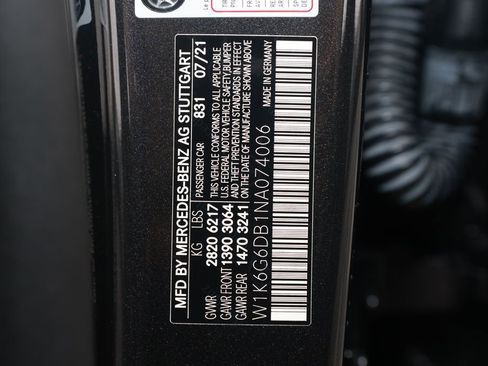 MFD BY MERCEDES-BENZ AG STUTTGART
PASSENGER CAR 831 07/21
KG LBS
GVWR 2820 6217
GAWR FRONT 1390 3064
GAWR REAR 1470 3241
THIS VEHICLE CONFORMS TO ALL APPLICABLE
U.S. FEDERAL MOTOR VEHICLE SAFETY, BUMPER
AND THEFT PREVENTION STANDARDS IN EFFECT
ON THE DATE OF MANUFACTURE SHOWN ABOVE
W1K6G6DB1NA074006
MADE IN GERMANY